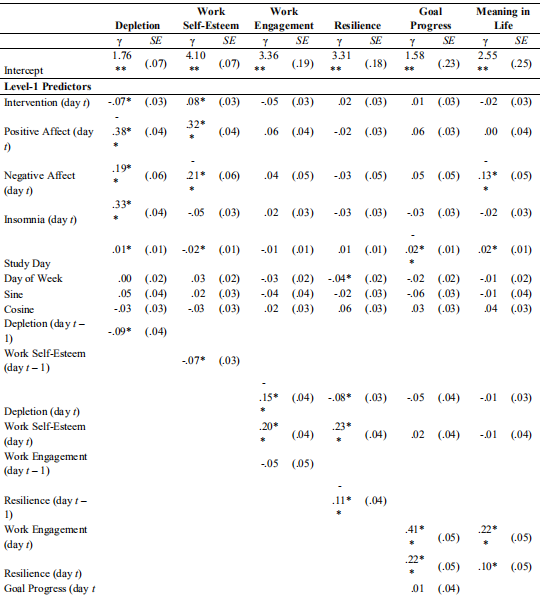 Work Work Goal Meaning in
Depletion Self-Esteem Engagement Resilience Progress Life
γ SE γ SE γ SE γ SE γ SE γ SE
1.76 4.10 3.36 3.31 1.58 2.55
** (.07) ** (.07) ** (.19) ** (.18) ** (.23) ** (.25)
Intercept
Level-1 Predictors
Intervention (day t) -.07* (.03) .08* (.03) -.05 (.03) .02 (.03) .01 (.03) -.02 (.03)
-
Positive Affect (day .38* (.04) .32* (.04) .06 (.04) -.02 (.03) .06 (.03) .00 (.04)
t) * *
- -
Negative Affect .19* (.06) .21* (.06) .04 (.05) -.03 (.05) .05 (.05) .13* (.05)
(day t) * * *
.33*
Insomnia (day t) * (.04) -.05 (.03) .02 (.03) -.03 (.03) -.03 (.03) -.02 (.03)
-
.01* (.01) -.02* (.01) -.01 (.01) .01 (.01) .02* (.01) .02* (.01)
Study Day *
Day of Week .00 (.02) .03 (.02) -.03 (.02) -.04* (.02) -.02 (.02) -.01 (.02)
Sine .05 (.04) .02 (.03) -.04 (.04) -.02 (.03) -.06 (.03) -.01 (.04)
Cosine -.03 (.03) -.03 (.03) .02 (.03) .06 (.03) .03 (.03) .04 (.03)
Depletion (day t –
1) -.09* (.04)
Work Self-Esteem
(day t – 1) -.07* (.03)
-
.15* (.04) -.08* (.03) -.05 (.04) -.01 (.03)
Depletion (day t) *
Work Self-Esteem .20* (.04) .23* (.04) .02 (.04) -.01 (.04)
(day t) * *
Work Engagement
(day t – 1) -.05 (.05)
-
Resilience (day t – .11* (.04)
1) *
Work Engagement .41* (.05) .22* (.05)
(day t) * *
.22*
Resilience (day t) * (.05) .10* (.05)
Goal Progress (day t .01 (.04)